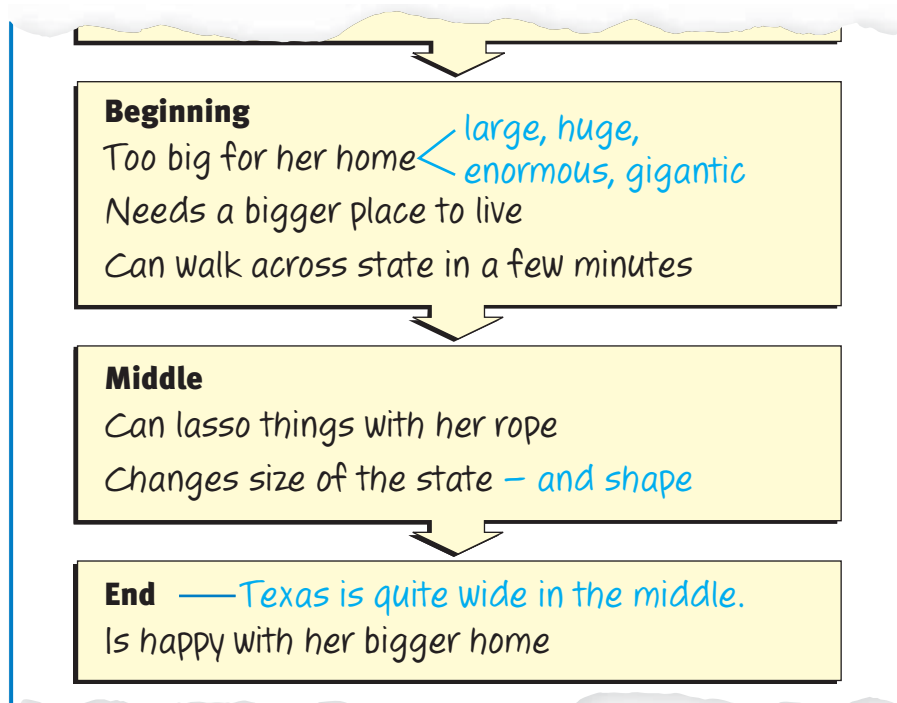 Beginning
Too big for her home
large, huge,
enormous, gigantic
Needs a bigger place to live
Can walk across state in a few minutes
Middle
Can lasso things with her rope
Changes size of the state – and shape
End — Texas is quite wide in the middle.
Is happy with her bigger home